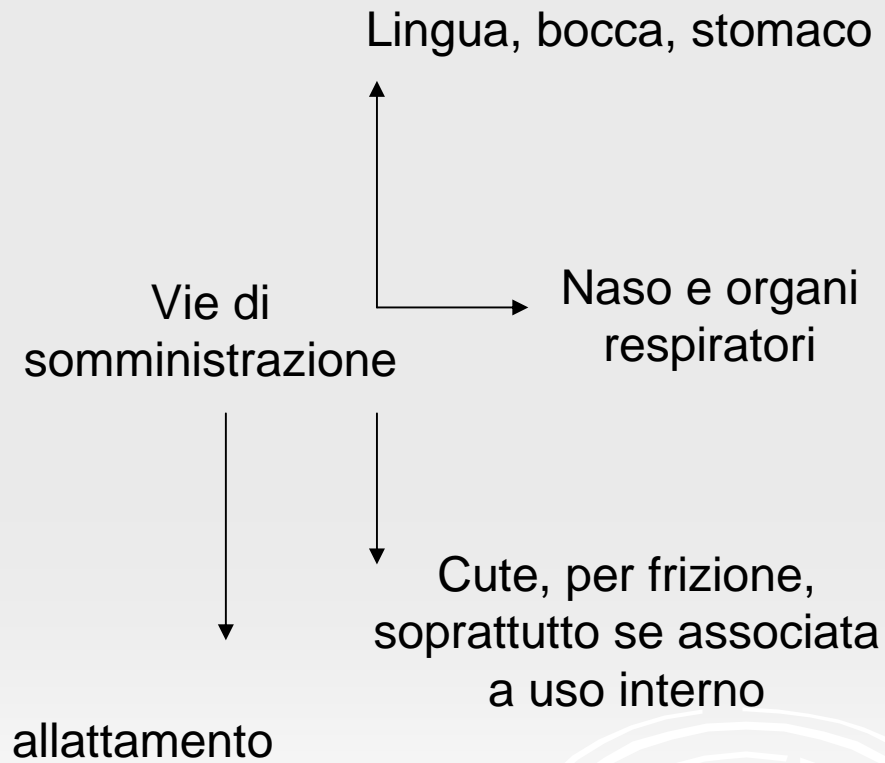 Lingua, bocca, stomaco
Vie di
somministrazione
Naso e organi
respiratori
Cute, per frizione,
soprattutto se associata
a uso interno
allattamento